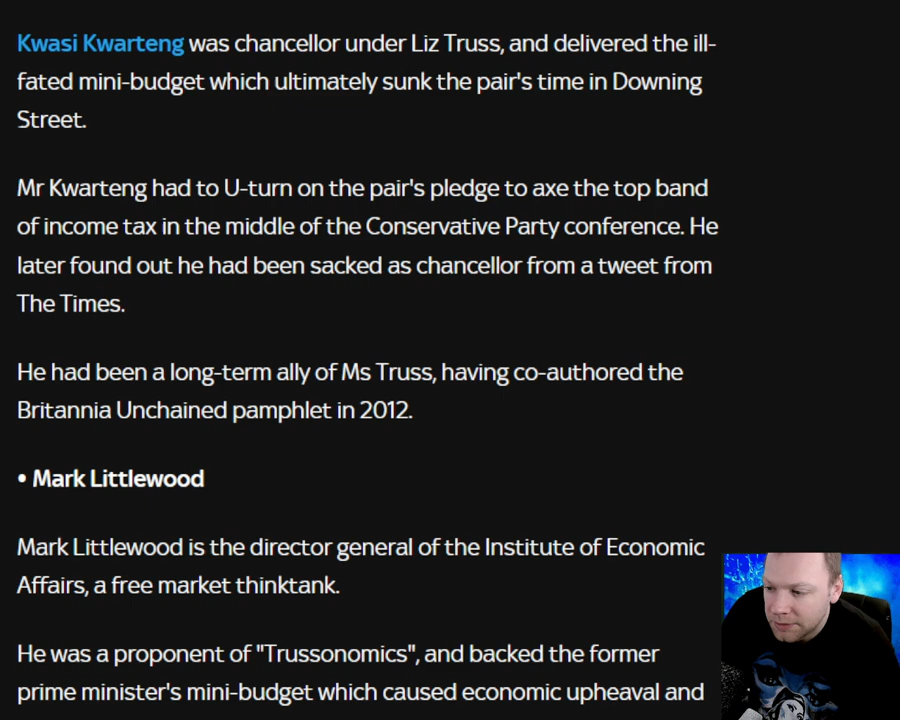 Kwasi Kwarteng was chancellor under Liz Truss, and delivered the ill-
fated mini-budget which ultimately sunk the pair's time in Downing
Street.
Mr Kwarteng had to U-turn on the pair's pledge to axe the top band
of income tax in the middle of the Conservative Party conference. He
later found out he had been sacked as chancellor from a tweet from
The Times.
He had been a long-term ally of Ms Truss, having co-authored the
Britannia Unchained pamphlet in 2012.
• Mark Littlewood
Mark Littlewood is the director general of the Institute of Economic
Affairs, a free market thinktank.
He was a proponent of "Trussonomics", and backed the former
prime minister's mini-budget which caused economic upheaval and